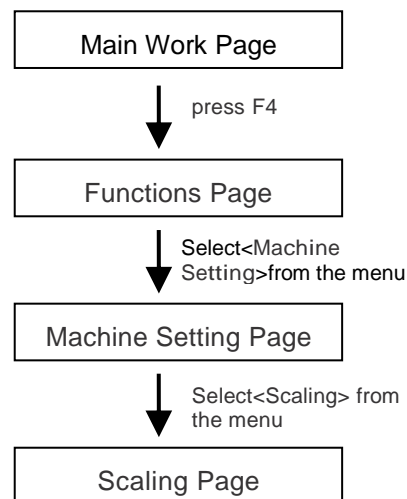 Main Work Page
press F4
Functions Page
Select<Machine
Setting>from the menu
Machine Setting Page
Select<Scaling> from
the menu
Scaling Page